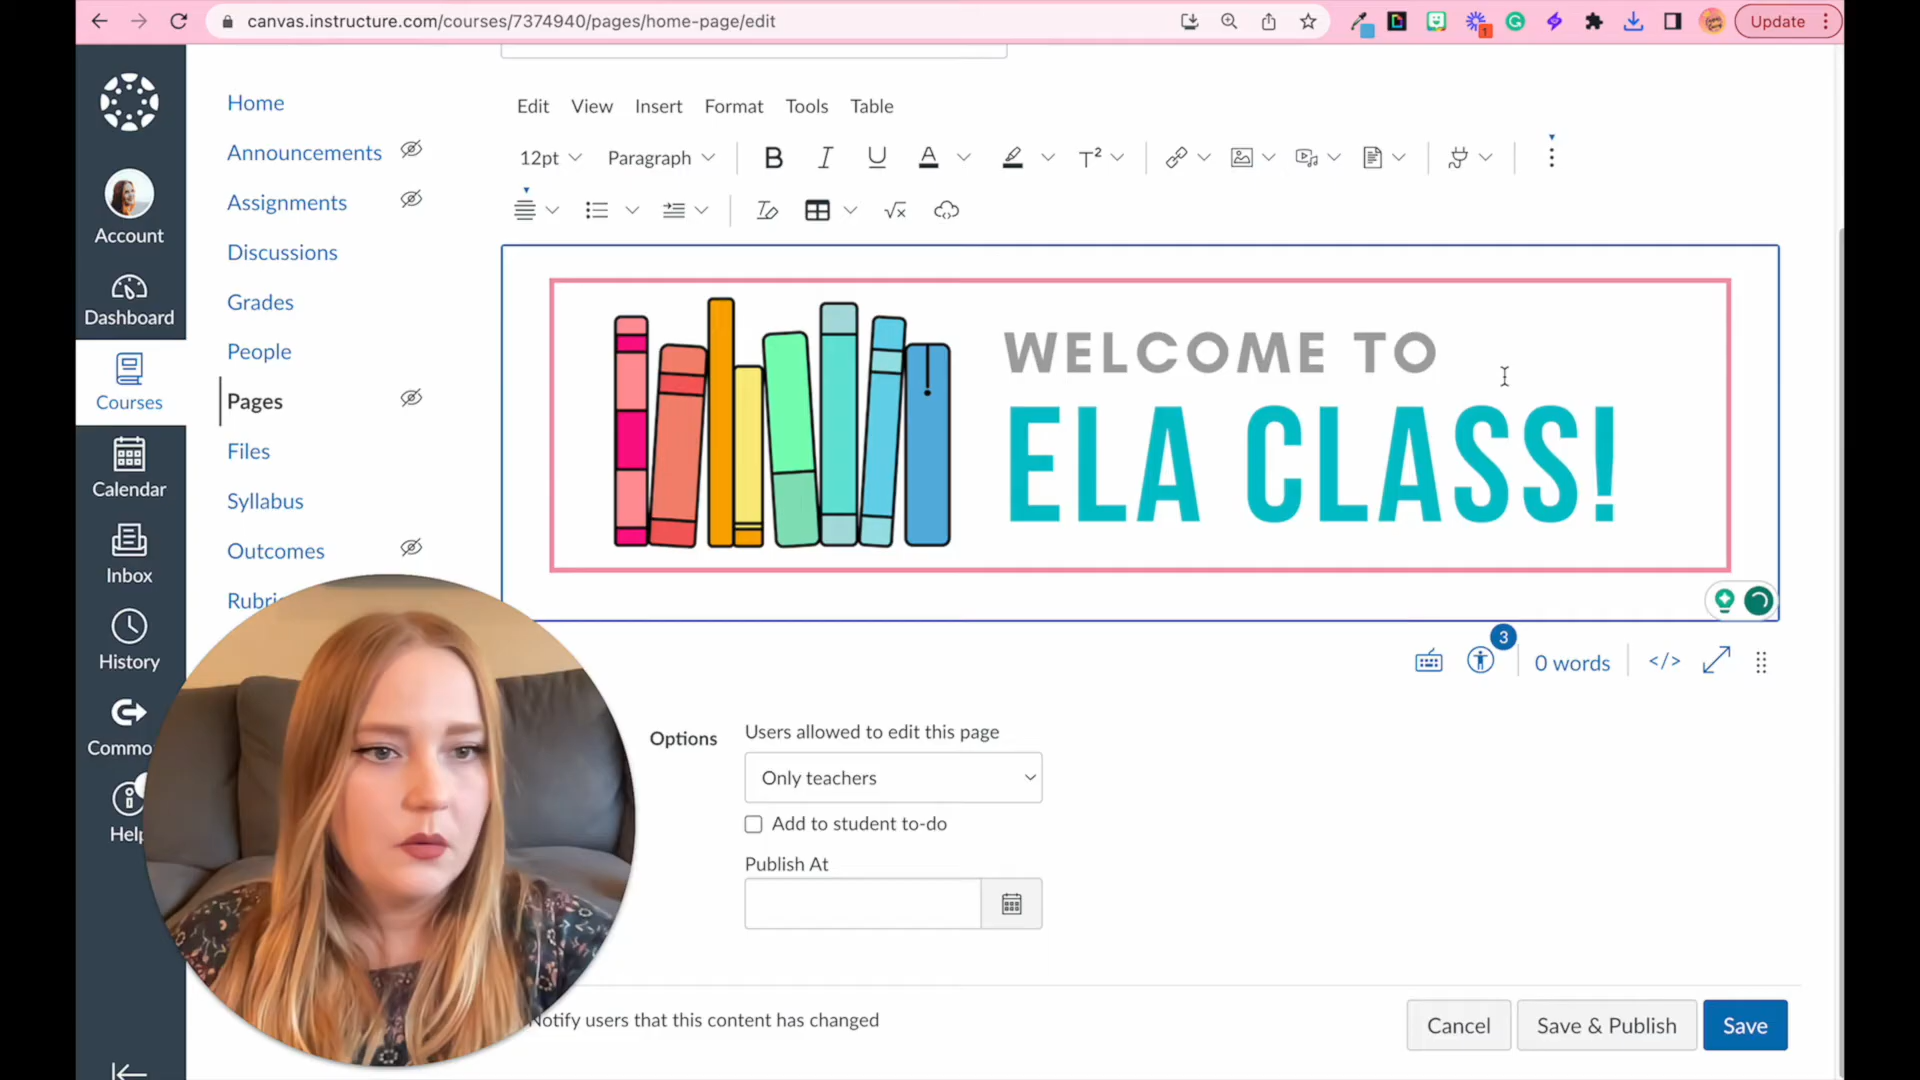 canvas.instructure.com/courses/7374940/pages/home-page/edit
Update
Account
Dashboard
Courses
Calendar
Inbox
History
Commo
Help
Home
Announcements
Assignments
Discussions
Grades
People
Pages
Files
Syllabus
Outcomes
Rubri
Edit View Insert Format Tools Table
12pt Paragraph B I U A T²
√x
WELCOME TO
ELA CLASS!
3
0 words </>
Options
Users allowed to edit this page
Only teachers
Add to student to-do
Publish At
Notify users that this content has changed
Cancel
Save & Publish
Save